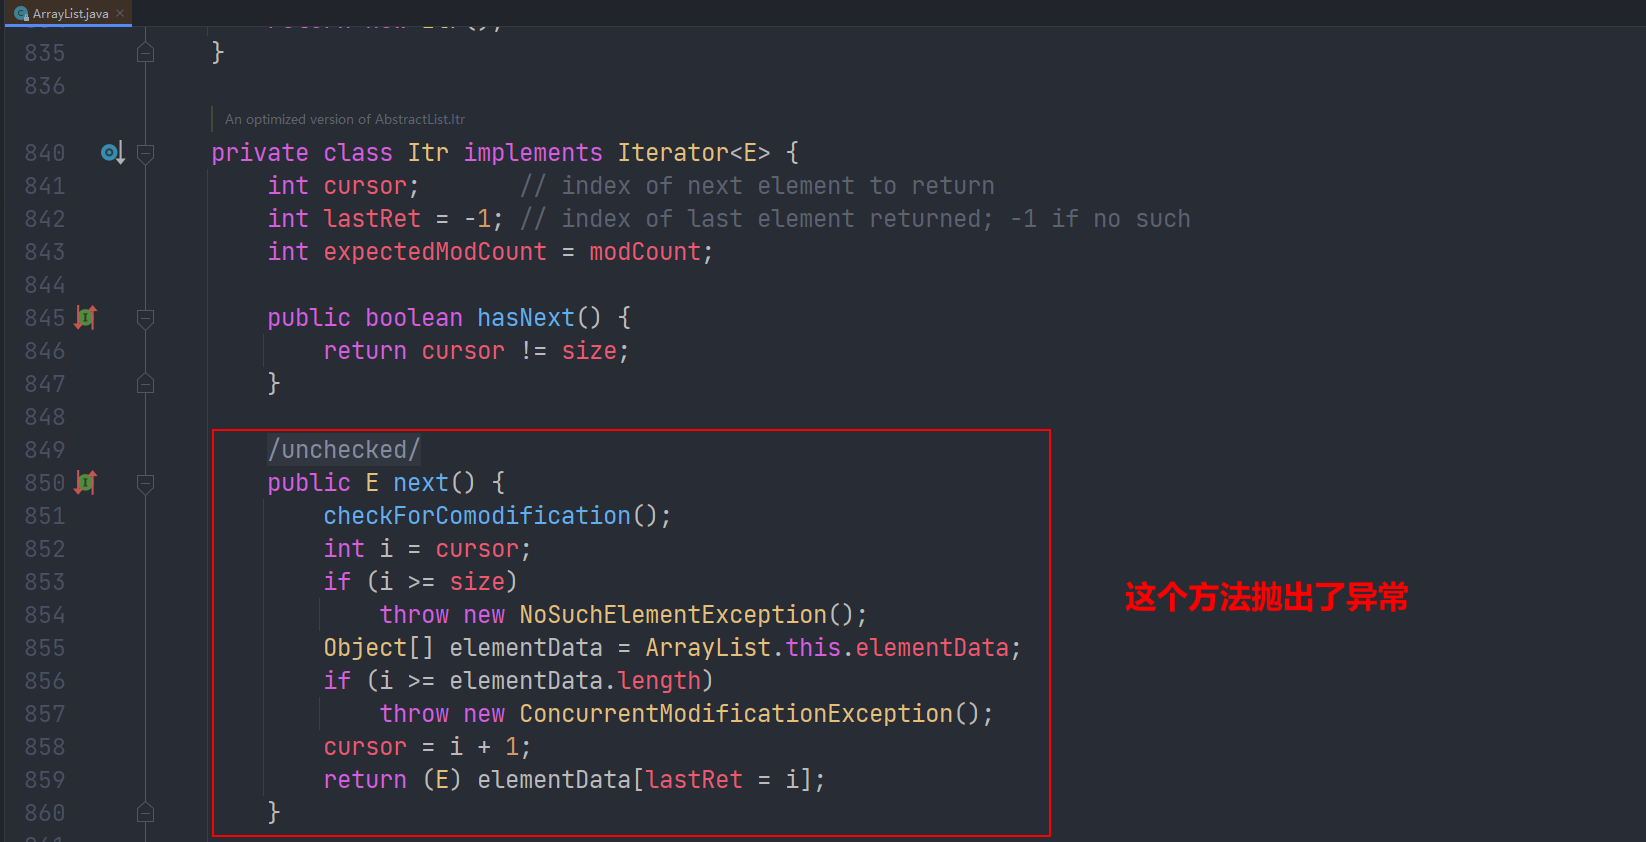 ArrayList.java
835 }
836
An optimized version of AbstractList.Itr
840 private class Itr implements Iterator<E> {
841 int cursor; // index of next element to return
842 int lastRet = -1; // index of last element returned; -1 if no such
843 int expectedModCount = modCount;
844
845 public boolean hasNext() {
846 return cursor != size;
847 }
848
849 /unchecked/
850 public E next() {
851 checkForComodification();
852 int i = cursor;
853 if (i >= size)
854 throw new NoSuchElementException();
855 Object[] elementData = ArrayList.this.elementData;
856 if (i >= elementData.length)
857 throw new ConcurrentModificationException();
858 cursor = i + 1;
859 return (E) elementData[lastRet = i];
860 }
这个方法抛出了异常